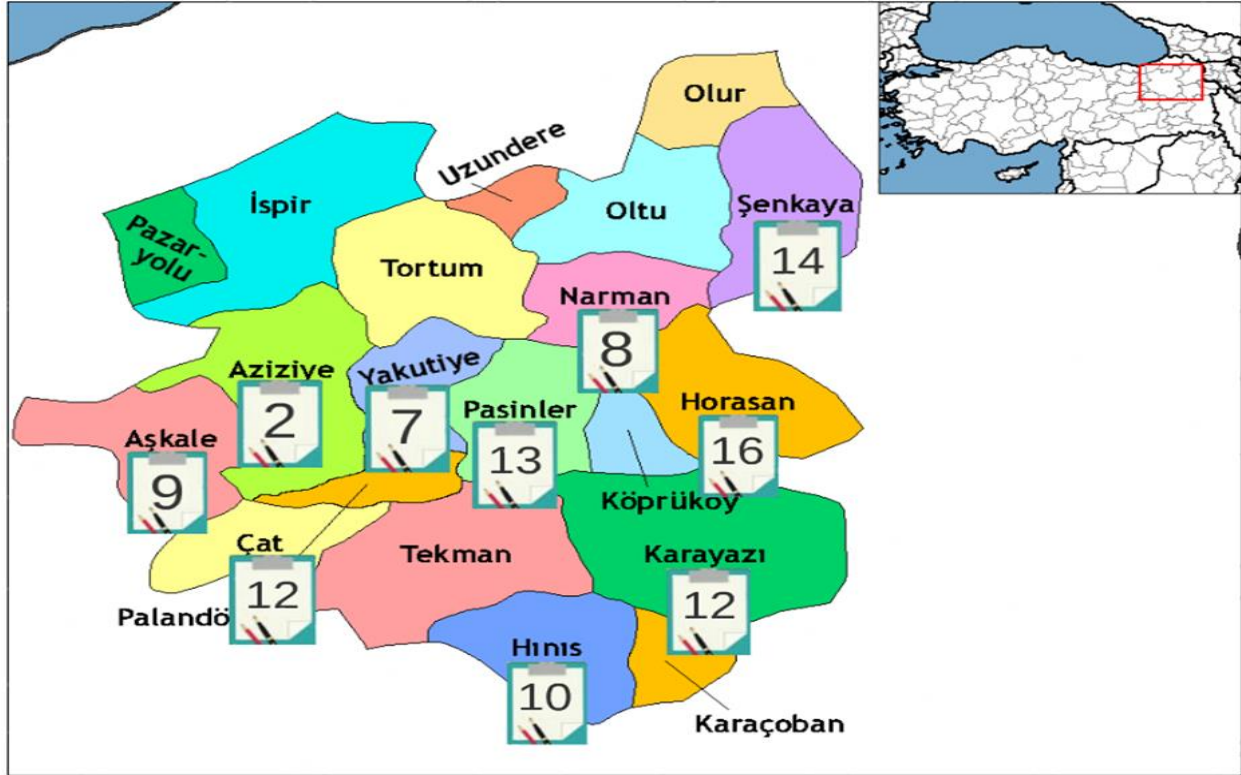 Olur
Uzundere
İspir
Oltu
Şenkaya
14
Pazar-
yolu
Tortum
Narman
8
Aziziye
2
Yakutiye
7
Pasinler
13
Horasan
16
Aşkale
9
Köprüköy
Çat
12
Tekman
Karayazı
12
Palandö
Hınıs
10
Karaçoban